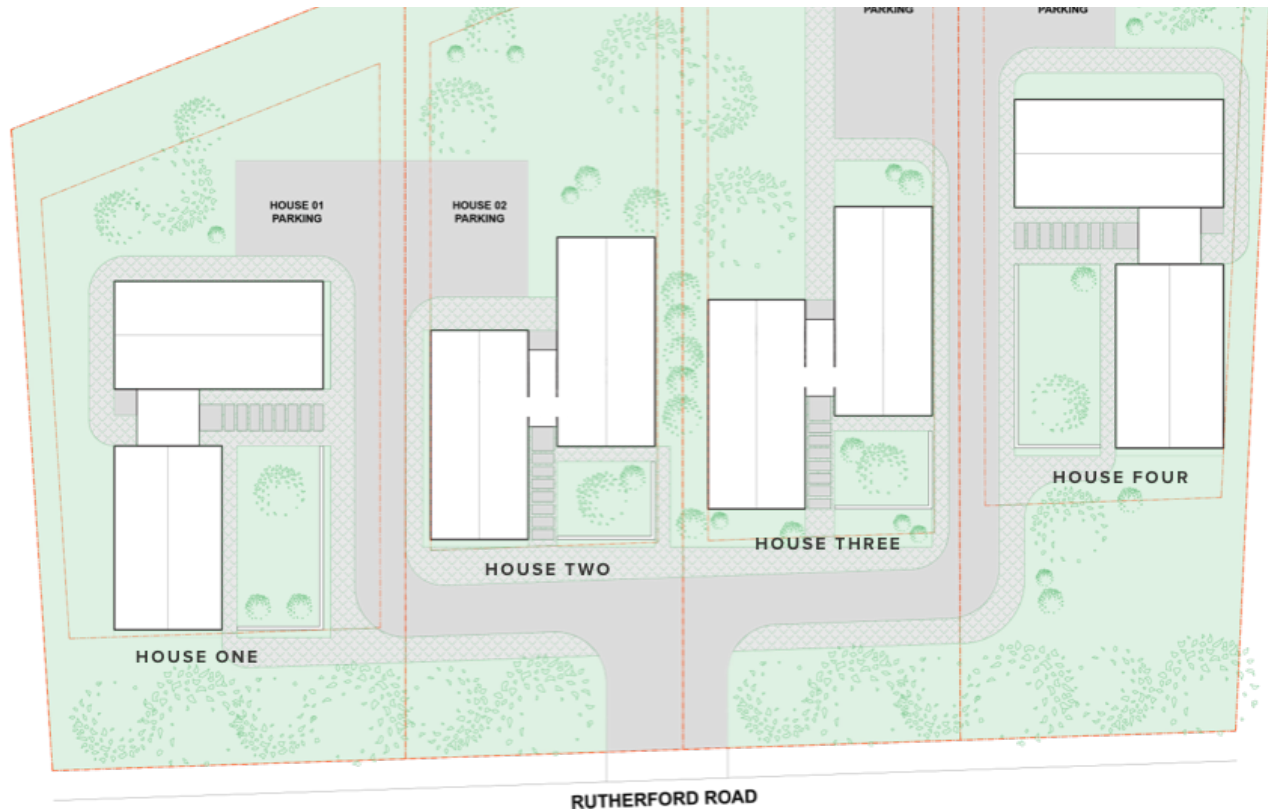 PARKING
PARKING
HOUSE 01
PARKING
HOUSE 02
PARKING
HOUSE FOUR
HOUSE THREE
HOUSE TWO
HOUSE ONE
RUTHERFORD ROAD